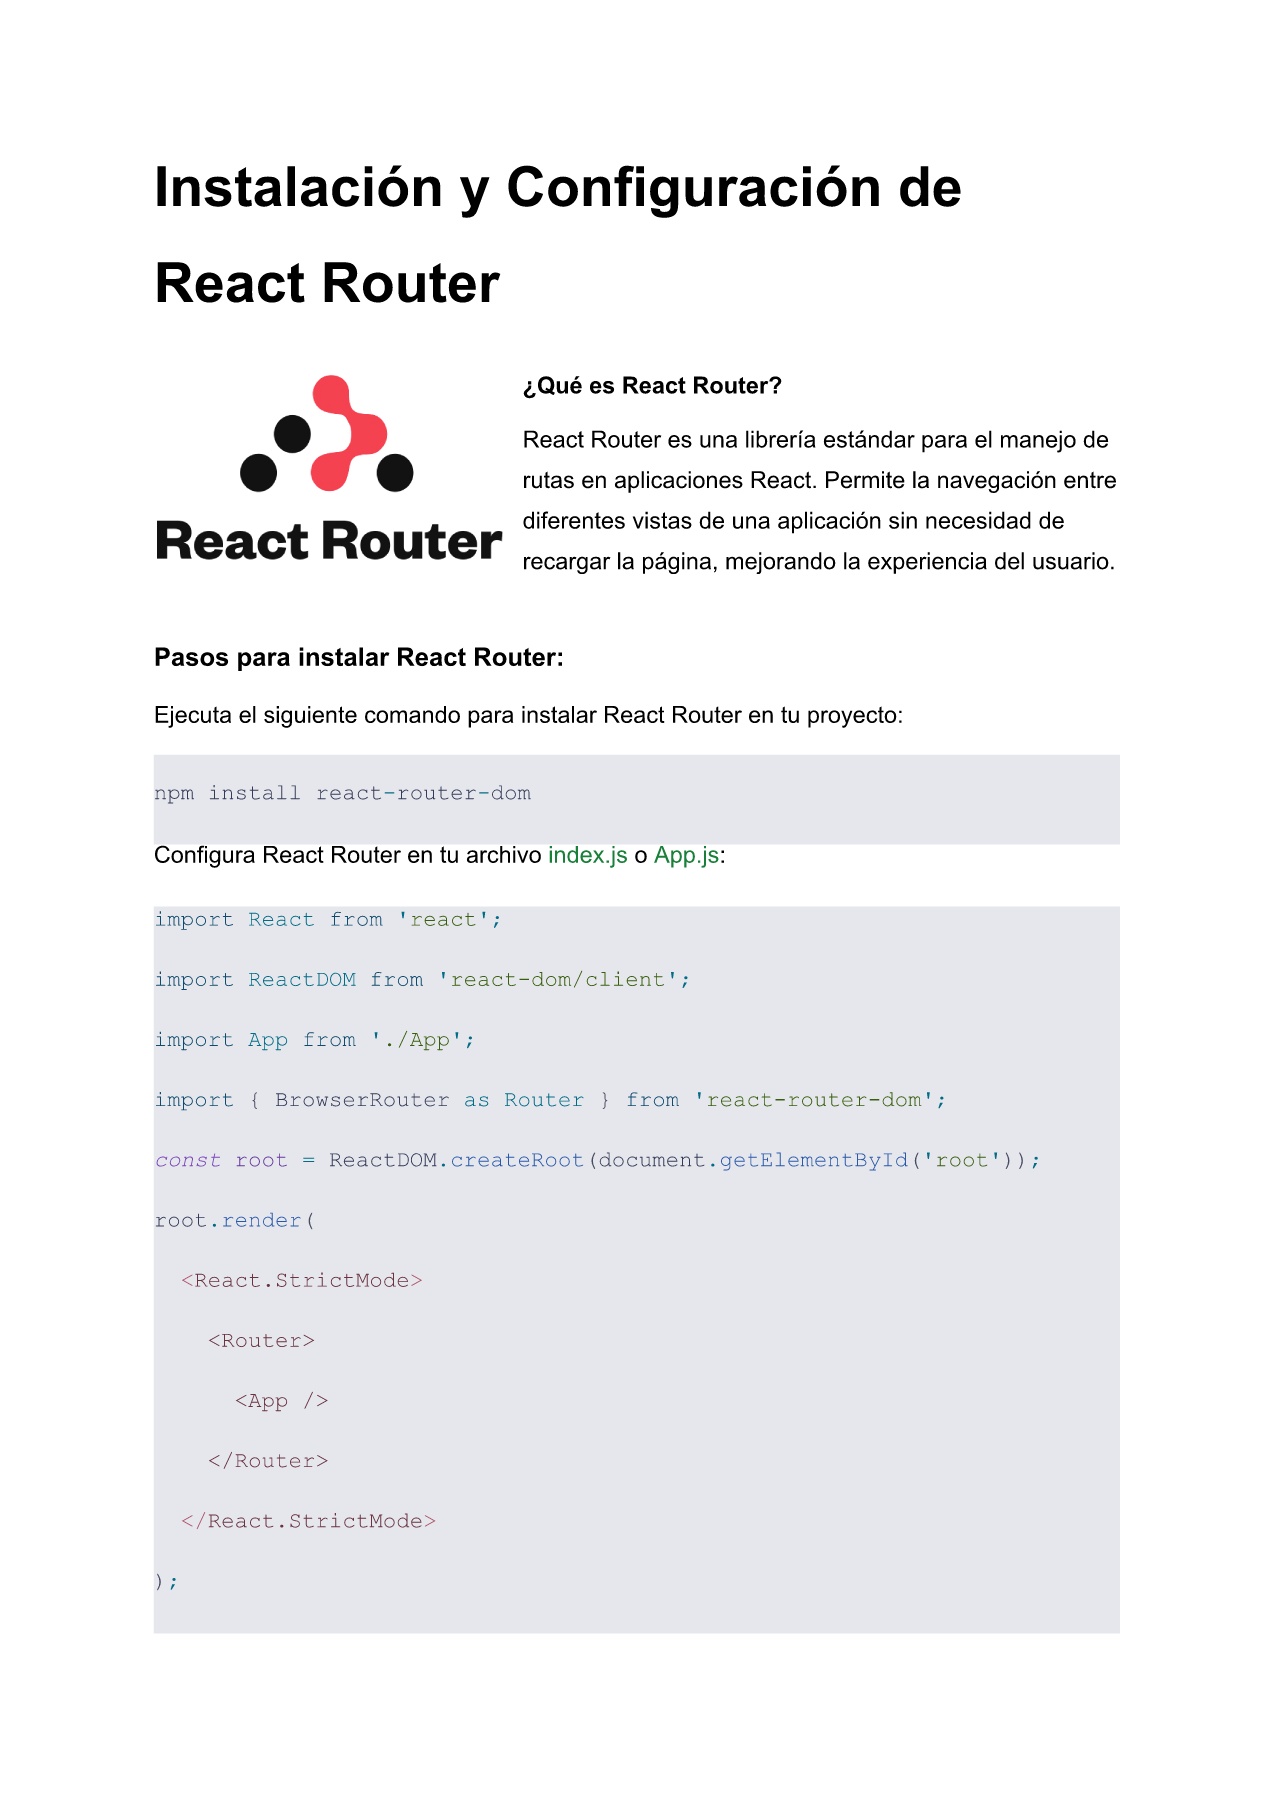 Instalación y Configuración de
React Router
React Router
¿Qué es React Router?
React Router es una librería estándar para el manejo de
rutas en aplicaciones React. Permite la navegación entre
diferentes vistas de una aplicación sin necesidad de
recargar la página, mejorando la experiencia del usuario.
Pasos para instalar React Router:
Ejecuta el siguiente comando para instalar React Router en tu proyecto:
npm install react-router-dom
Configura React Router en tu archivo index.js o App.js:
import React from 'react';
import ReactDOM from 'react-dom/client';
import App from './App';
import { BrowserRouter as Router } from 'react-router-dom';
const root = ReactDOM.createRoot(document.getElementById('root'));
root.render(
  <React.StrictMode>
    <Router>
      <App />
    </Router>
  </React.StrictMode>
);